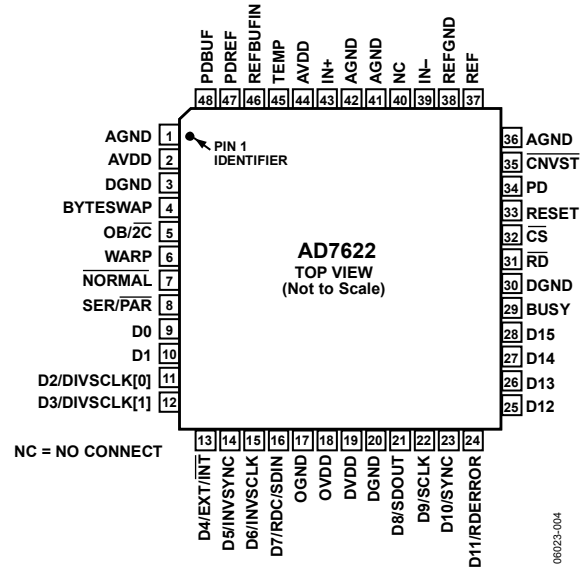 PDBUF
PDREF
REFBUFIN
TEMP
AVDD
IN+
AGND
AGND
NC
IN–
REFGND
REF
48 47 46 45 44 43 42 41 40 39 38 37
AGND 1
AVDD 2
DGND 3
BYTESWAP 4
OB/2C 5
WARP 6
NORMAL 7
SER/PAR 8
D0 9
D1 10
D2/DIVSCLK[0] 11
D3/DIVSCLK[1] 12
PIN 1
IDENTIFIER
AD7622
TOP VIEW
(Not to Scale)
36 AGND
35 CNVST
34 PD
33 RESET
32 CS
31 RD
30 DGND
29 BUSY
28 D15
27 D14
26 D13
25 D12
13 14 15 16 17 18 19 20 21 22 23 24
D4/EXT/INT
D5/INVSYNC
D6/INVSCLK
D7/RDC/SDIN
OGND
OVDD
DVDD
DGND
D8/SDOUT
D9/SCLK
D10/SYNC
D11/RDERROR
NC = NO CONNECT
06023-004